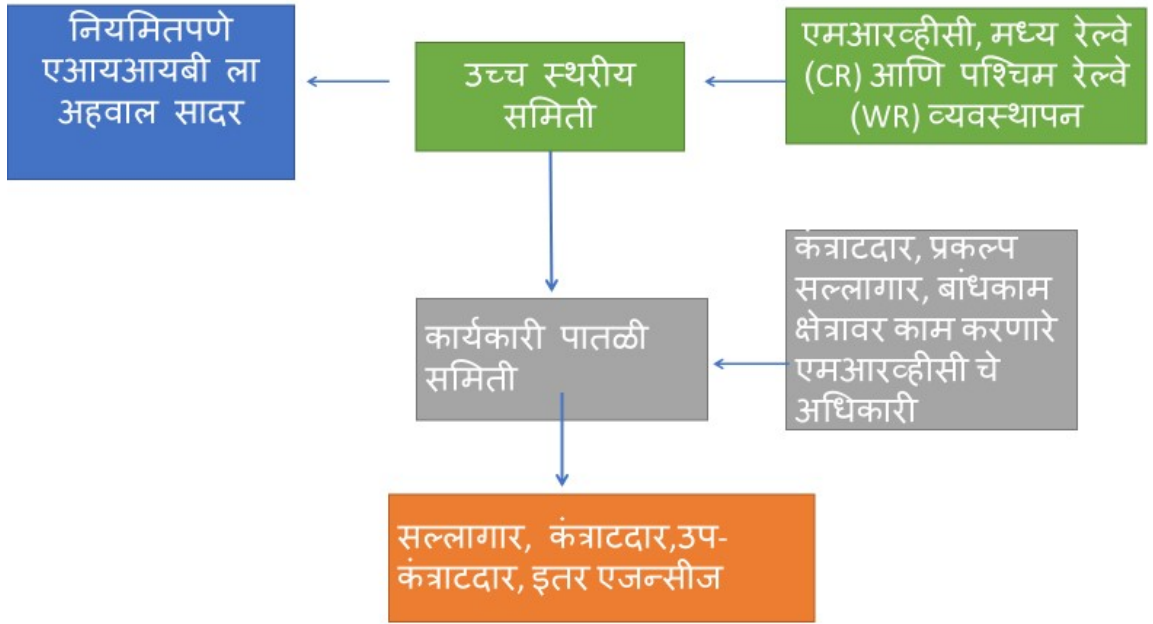 नियमितपणे
एआयआयबी ला
अहवाल सादर
उच्च स्थरीय
समिती
एमआरव्हीसी, मध्य रेल्वे
(CR) आणि पश्चिम रेल्वे
(WR) व्यवस्थापन
कार्यकारी पातळी
समिती
कंत्राटदार, प्रकल्प
सल्लागार, बांधकाम
क्षेत्रावर काम करणारे
एमआरव्हीसी चे
अधिकारी
सल्लागार, कंत्राटदार,उप-
कंत्राटदार, इतर एजन्सीज